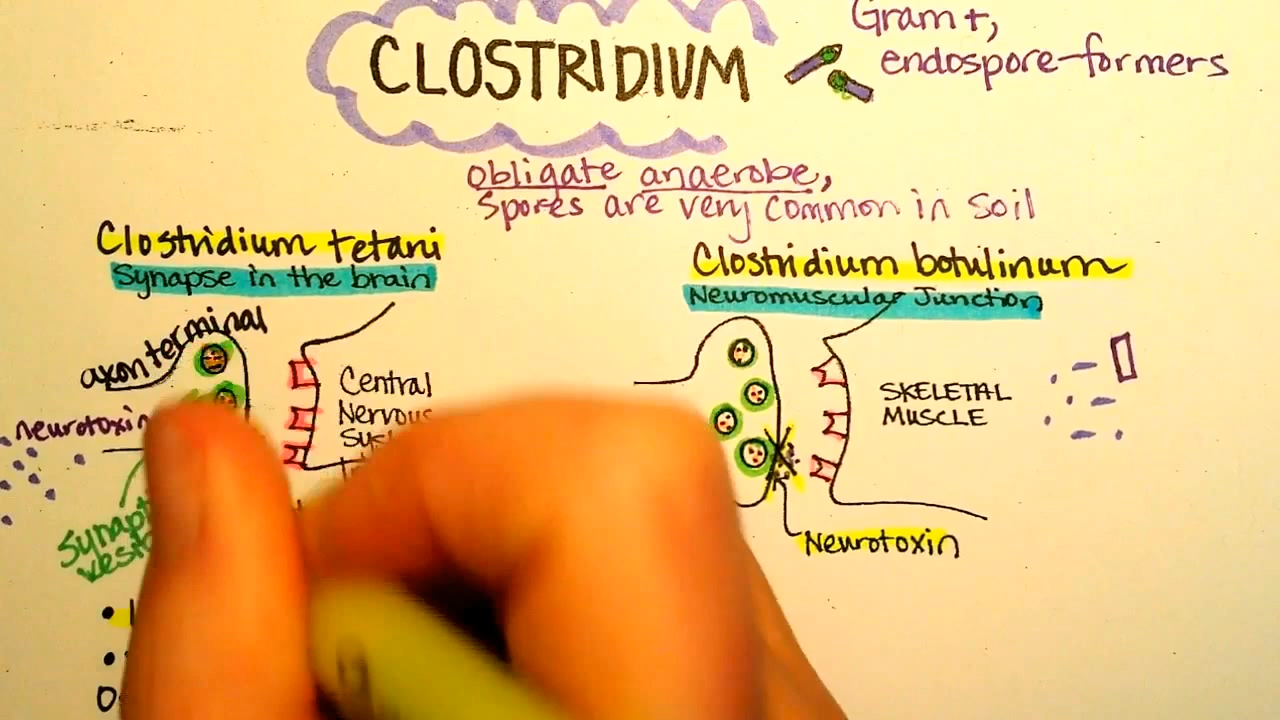 CLOSTRIDIUM
Gram+,
endospore-formers
obligate anaerobe,
spores are very common in soil
Clostridium tetani
Synapse in the brain
axon terminal
neurotoxin
Central
Nervous
Clostridium botulinum
Neuromuscular Junction
SKELETAL
MUSCLE
Neurotoxin